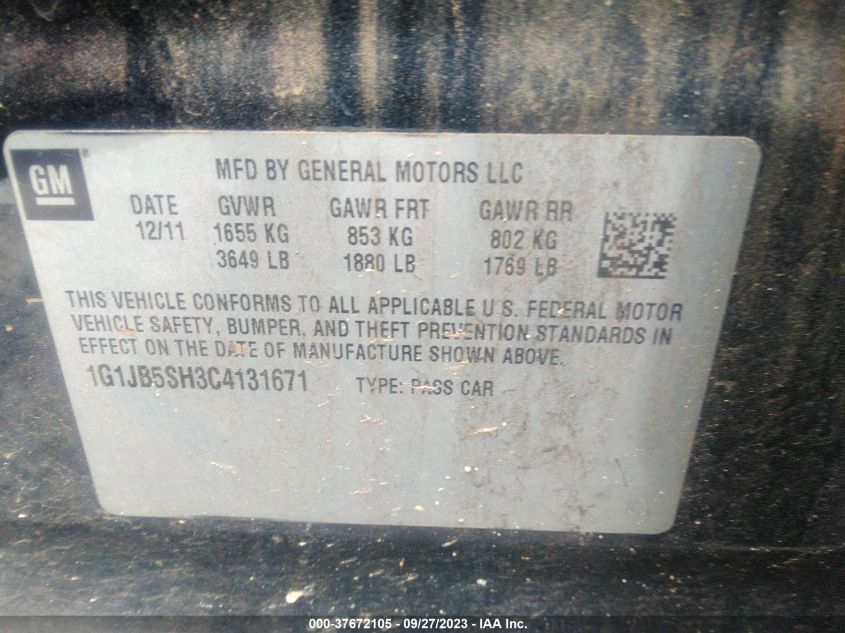 GM®
MFD BY GENERAL MOTORS LLC
DATE GVWR GAWR FRT GAWR RR
12/11 1655 KG 853 KG 802 KG
3649 LB 1880 LB 1769 LB
THIS VEHICLE CONFORMS TO ALL APPLICABLE U.S. FEDERAL MOTOR
VEHICLE SAFETY, BUMPER, AND THEFT PREVENTION STANDARDS IN
EFFECT ON THE DATE OF MANUFACTURE SHOWN ABOVE.
1G1JB5SH3C4131671 TYPE: PASS CAR
000-37672105 - 09/27/2023 - IAA Inc.